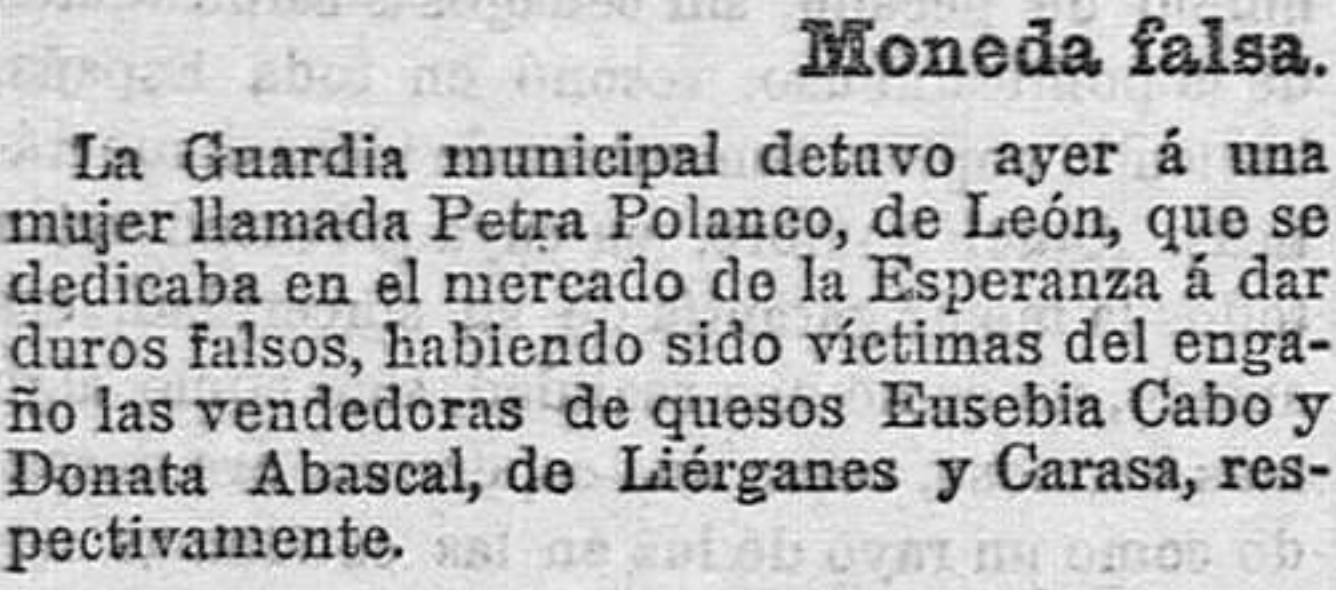 Moneda falsa.
La Guardia municipal detuvo ayer á una
mujer llamada Petra Polanco, de León, que se
dedicaba en el mercado de la Esperanza á dar
duros falsos, habiendo sido víctimas del enga-
ño las vendedoras de quesos Eusebia Cabo y
Donata Abascal, de Liérganes y Carasa, res-
pectivamente.